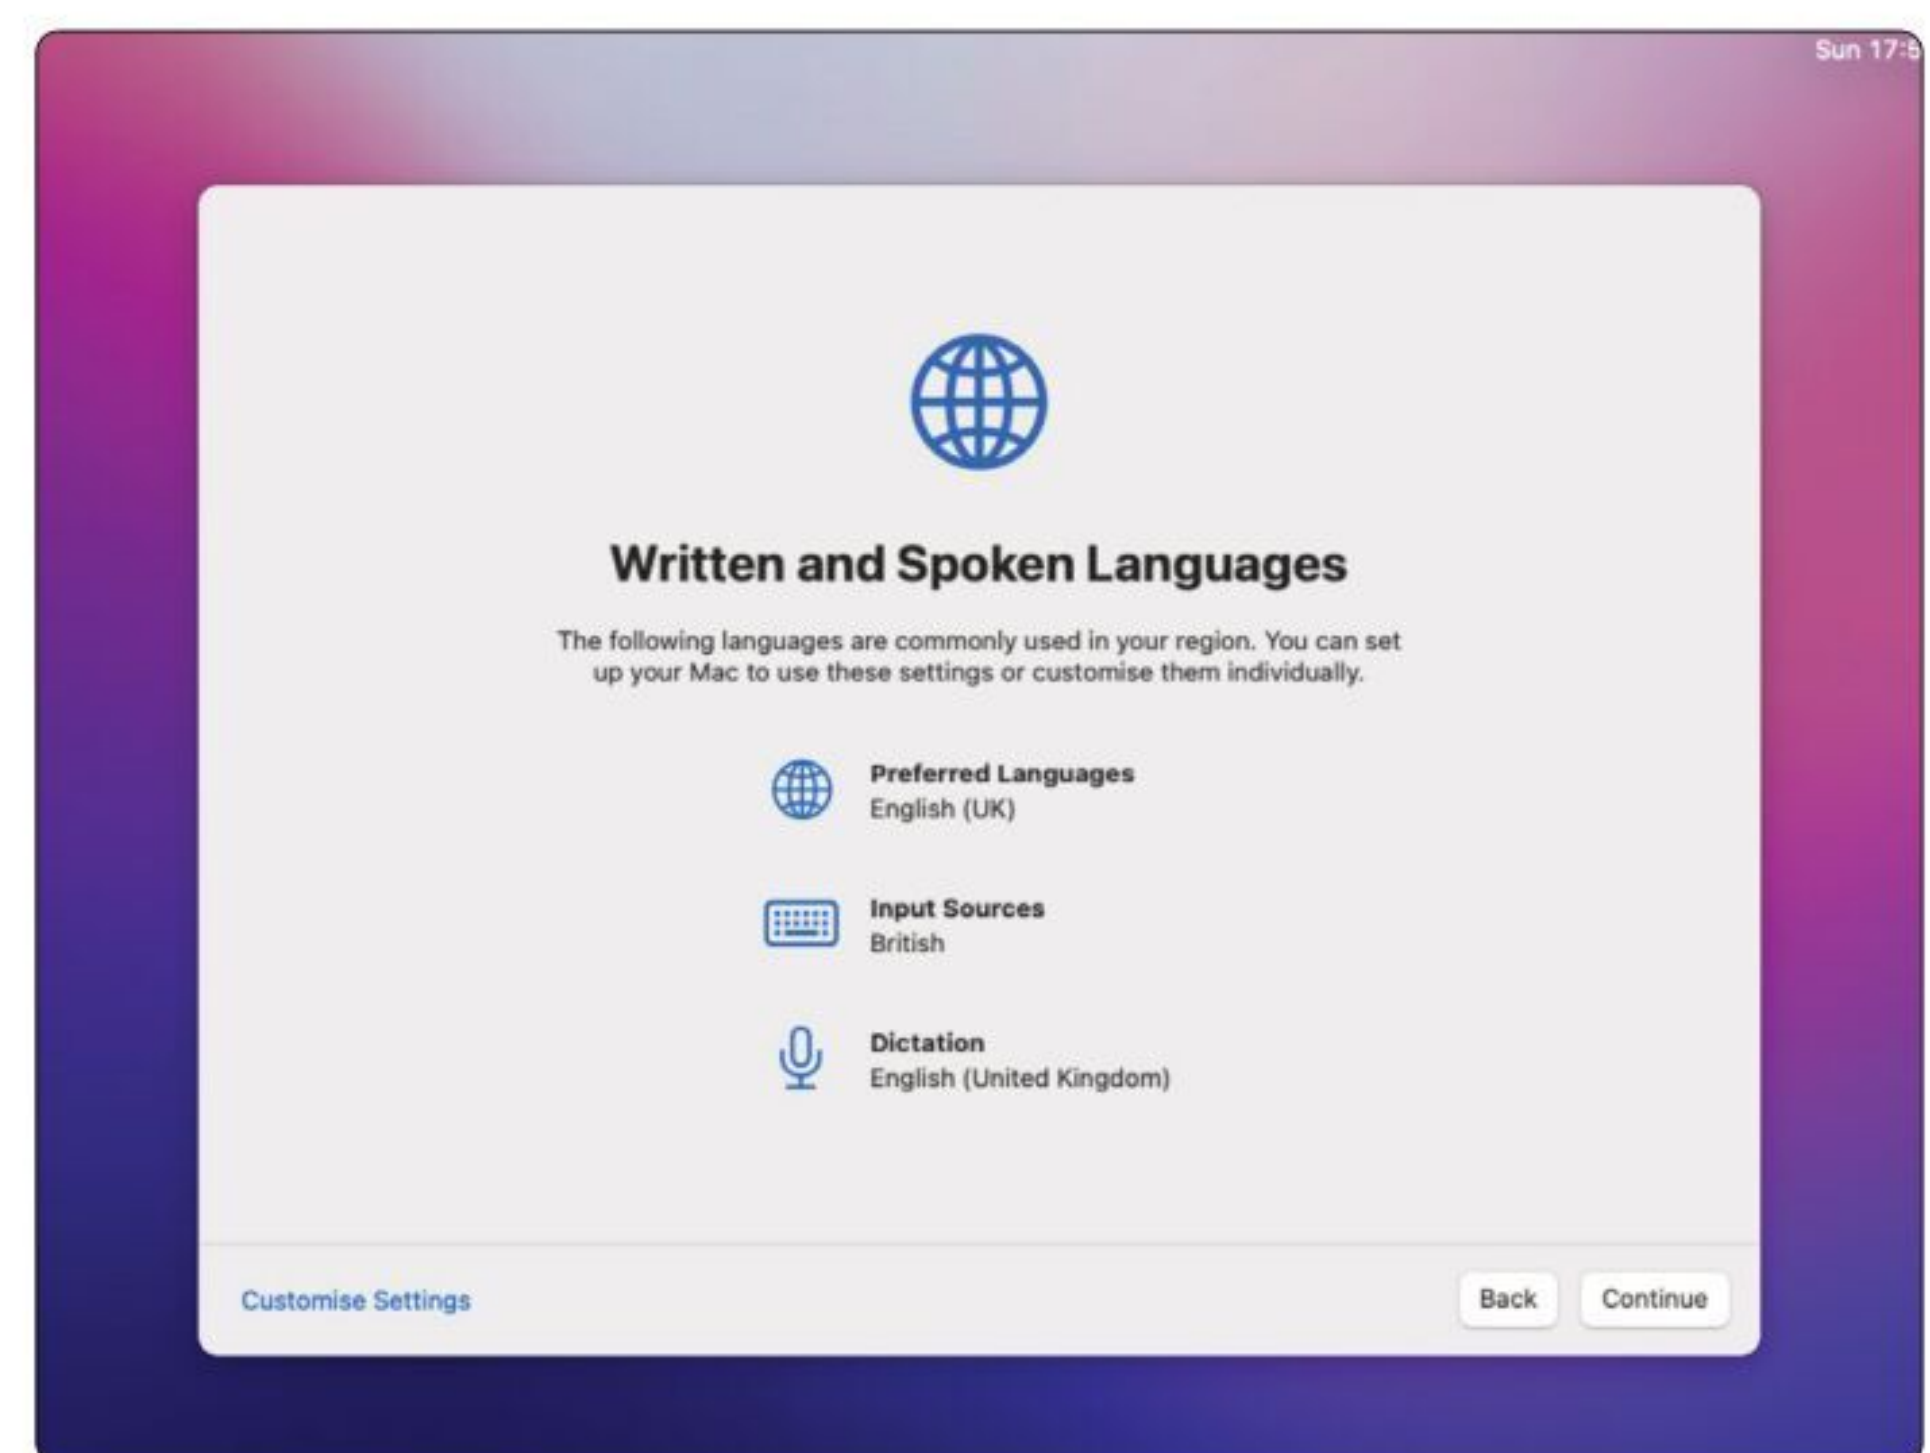 Sun 17:5
Written and Spoken Languages
The following languages are commonly used in your region. You can set
up your Mac to use these settings or customise them individually.
Preferred Languages
English (UK)
Input Sources
British
Dictation
English (United Kingdom)
Customise Settings
Back
Continue